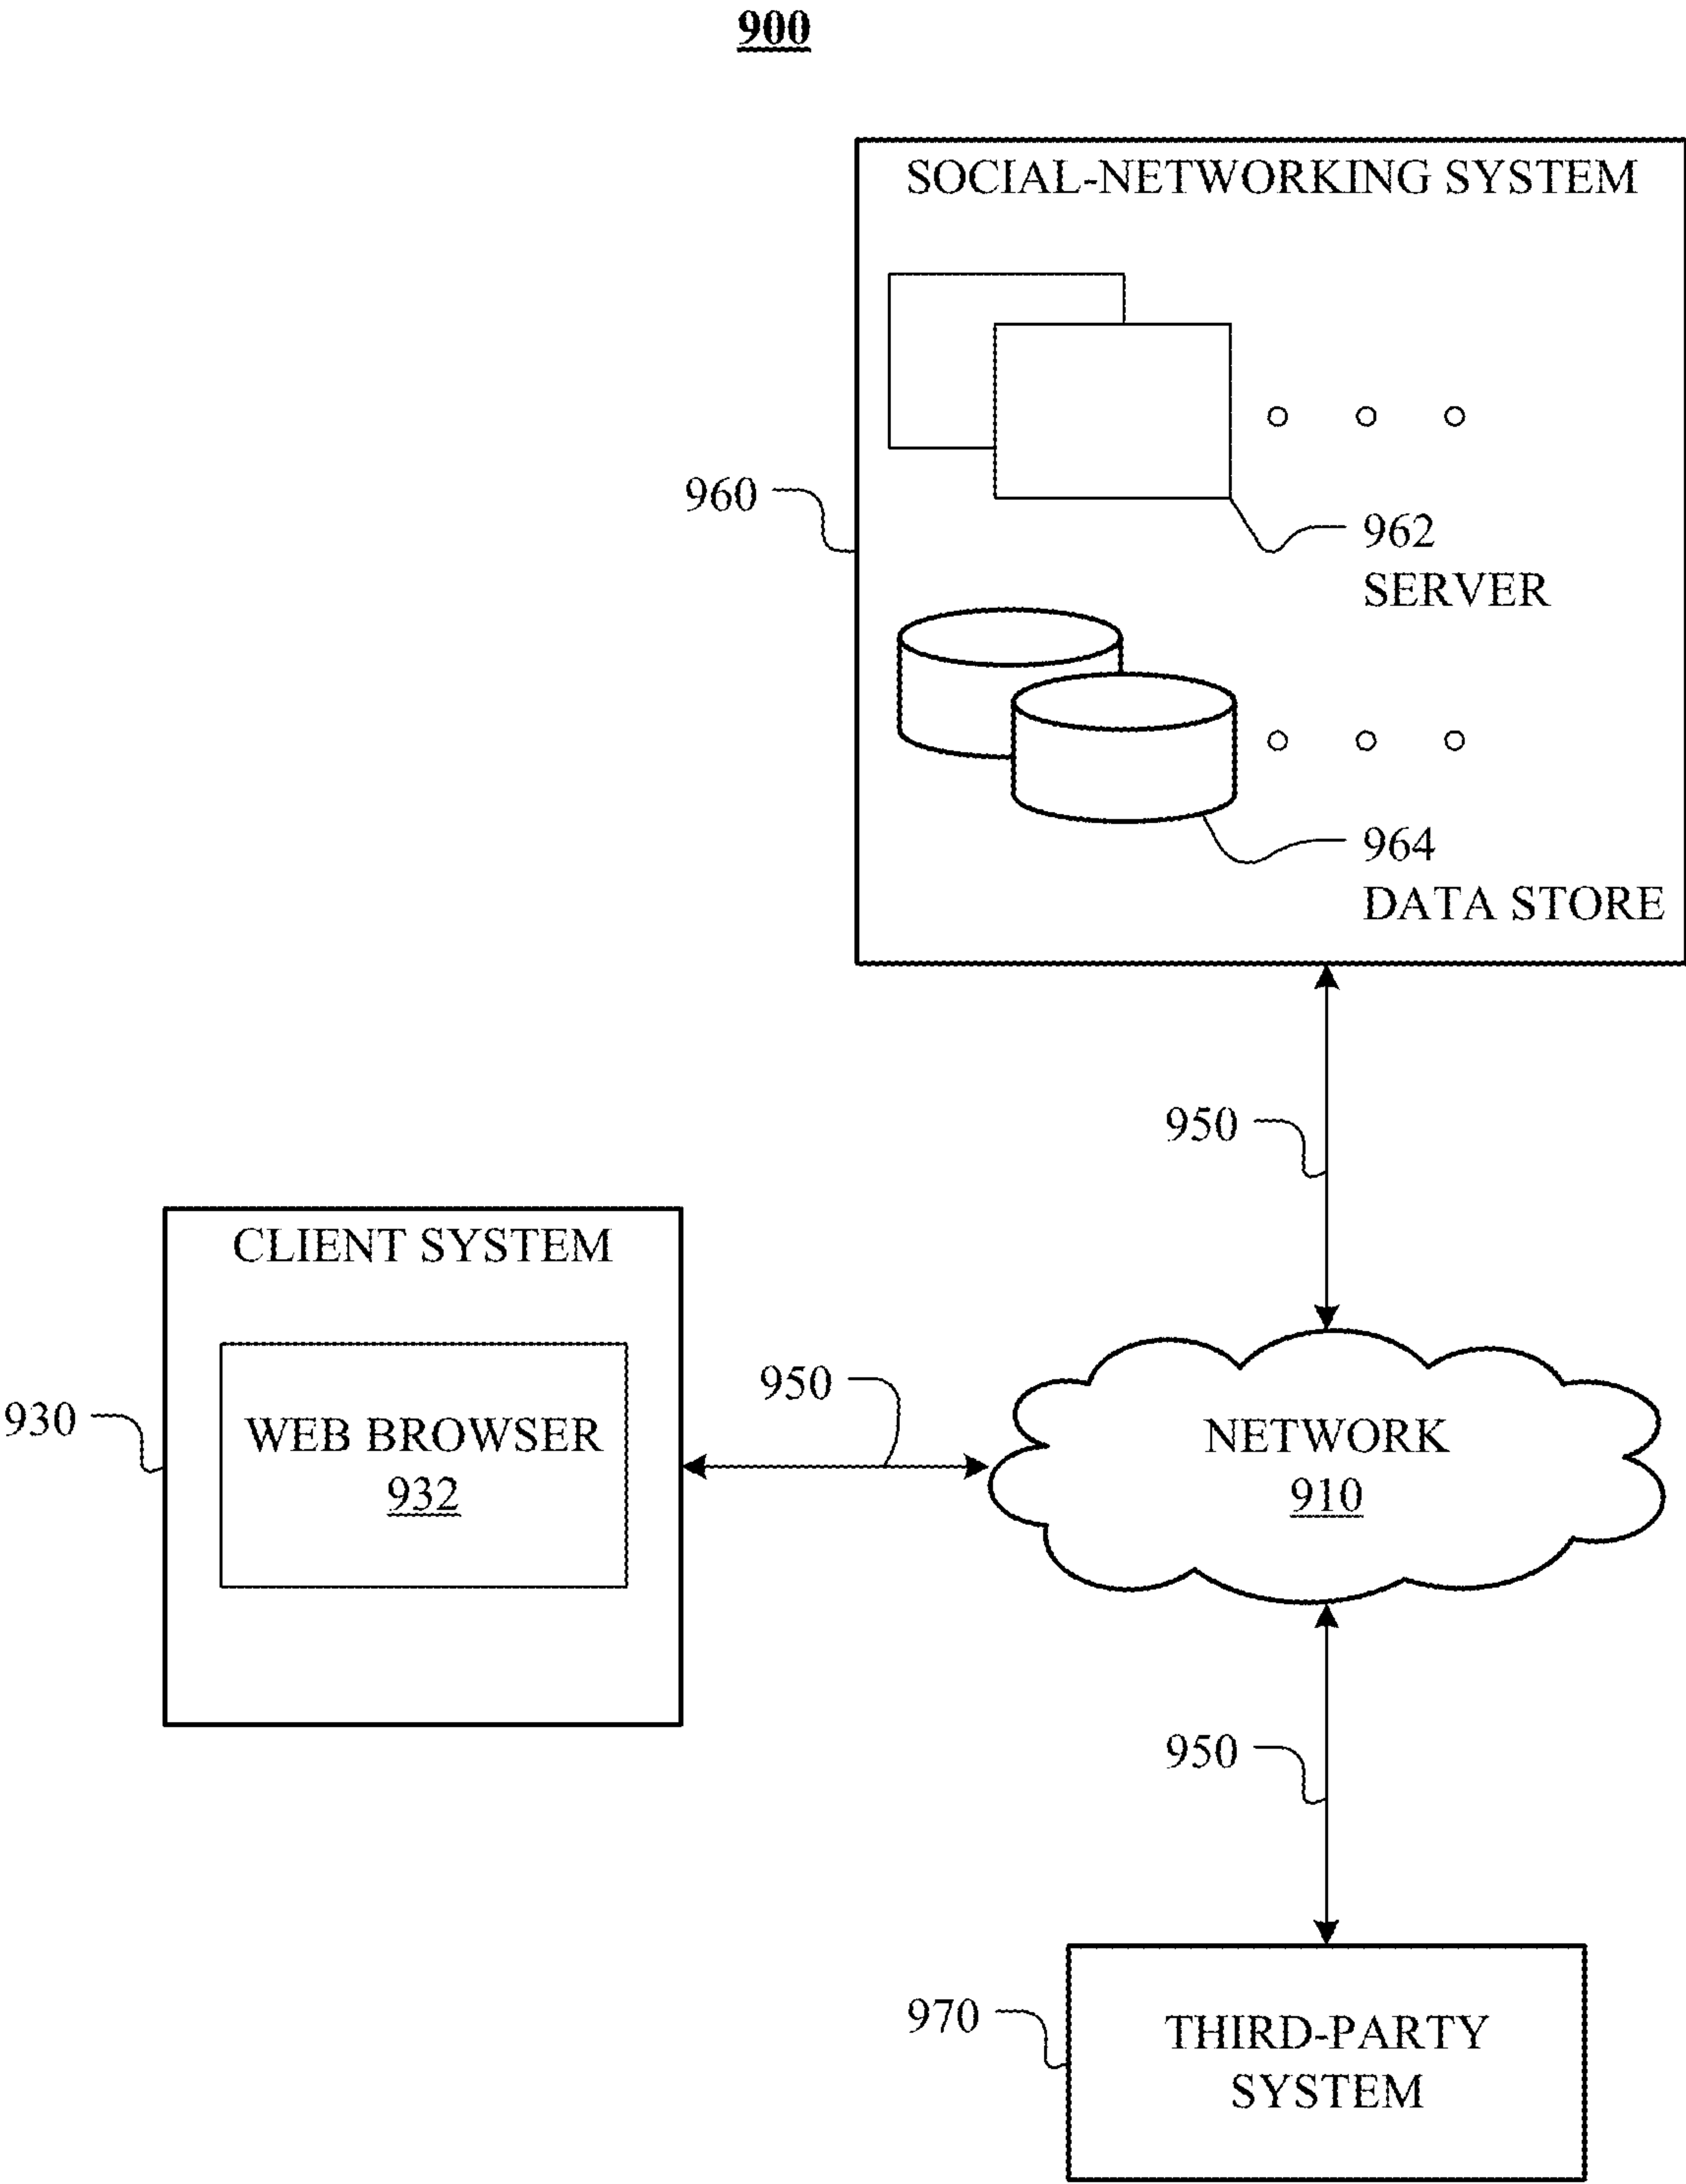 900
SOCIAL-NETWORKING SYSTEM
960
962
SERVER
964
DATA STORE
950
CLIENT SYSTEM
930
WEB BROWSER
932
950
NETWORK
910
950
970
THIRD-PARTY
SYSTEM